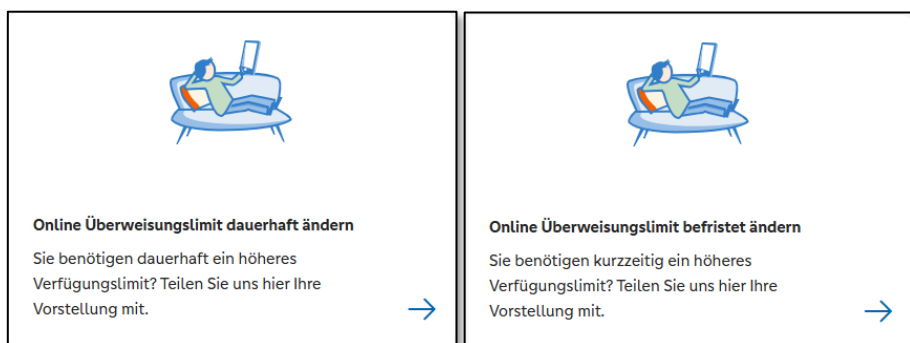 Online Überweisungslimit dauerhaft ändern
Sie benötigen dauerhaft ein höheres
Verfügungslimit? Teilen Sie uns hier Ihre
Vorstellung mit.
Online Überweisungslimit befristet ändern
Sie benötigen kurzzeitig ein höheres
Verfügungslimit? Teilen Sie uns hier Ihre
Vorstellung mit.